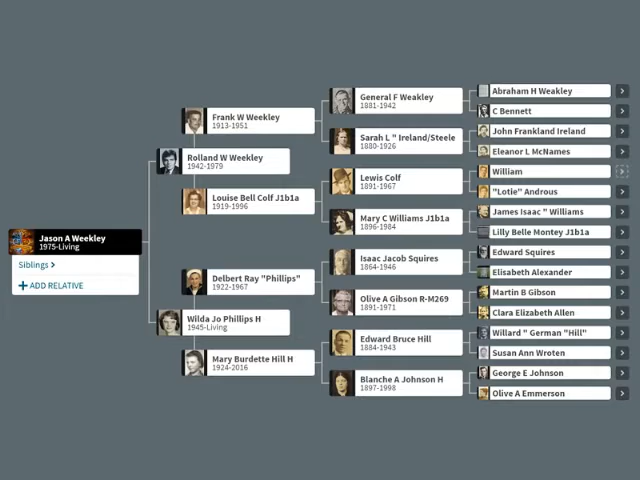 Jason A Weekley
1975-Living
Siblings >
+ ADD RELATIVE
Rolland W Weekley
1942-1979
Wilda Jo Phillips H
1945-Living
Frank W Weekley
1913-1951
Louise Bell Colf J1b1a
1919-1996
Delbert Ray "Phillips"
1922-1967
Mary Burdette Hill H
1924-2016
General F Weakley
1881-1942
Sarah L " Ireland/Steele
1880-1926
Lewis Colf
1891-1967
Mary C Williams J1b1a
1896-1984
Isaac Jacob Squires
1864-1946
Olive A Gibson R-M269
1891-1971
Edward Bruce Hill
1884-1943
Blanche A Johnson H
1897-1998
Abraham H Weakley
C Bennett
John Frankland Ireland
Eleanor L McNames
William
"Lotie" Androus
James Isaac " Williams
Lilly Belle Montey J1b1a
Edward Squires
Elisabeth Alexander
Martin B Gibson
Clara Elizabeth Allen
Willard " German "Hill"
Susan Ann Wroten
George E Johnson
Olive A Emmerson